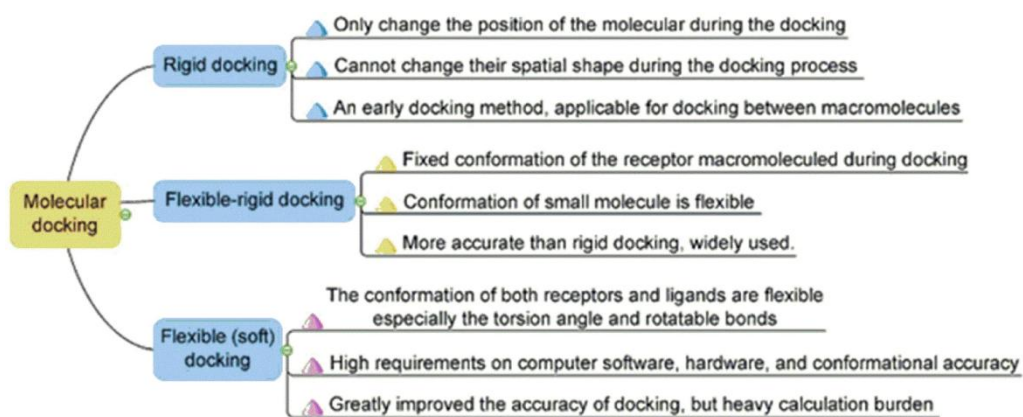 Only change the position of the molecular during the docking
Rigid docking
Cannot change their spatial shape during the docking process
An early docking method, applicable for docking between macromolecules
Fixed conformation of the receptor macromoleculed during docking
Molecular
docking
Flexible-rigid docking
Conformation of small molecule is flexible
More accurate than rigid docking, widely used.
The conformation of both receptors and ligands are flexible
especially the torsion angle and rotatable bonds
Flexible (soft)
docking
High requirements on computer software, hardware, and conformational accuracy
Greatly improved the accuracy of docking, but heavy calculation burden